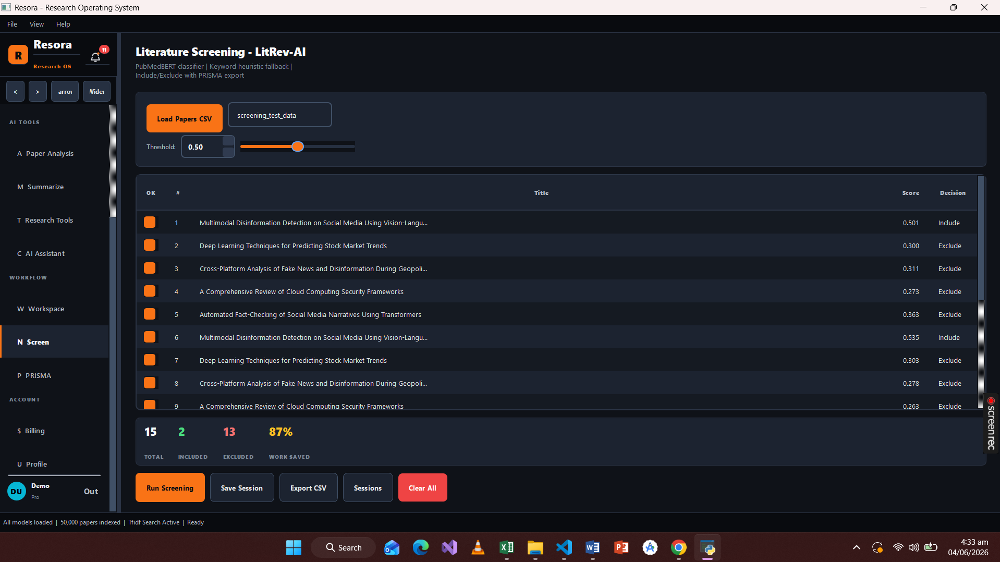 Resora - Research Operating System
File View Help
R
Resora
Research OS
11
< > arrov Wider
AI TOOLS
A Paper Analysis
M Summarize
T Research Tools
C AI Assistant
WORKFLOW
W Workspace
N Screen
P PRISMA
ACCOUNT
$ Billing
U Profile
DU
Demo
Pro
Out
Literature Screening - LitRev-AI
PubMedBERT classifier | Keyword heuristic fallback |
Include/Exclude with PRISMA export
Load Papers CSV screening_test_data
Threshold: 0.50
OK # Title Score Decision
1 Multimodal Disinformation Detection on Social Media Using Vision-Langu... 0.501 Include
2 Deep Learning Techniques for Predicting Stock Market Trends 0.300 Exclude
3 Cross-Platform Analysis of Fake News and Disinformation During Geopoli... 0.311 Exclude
4 A Comprehensive Review of Cloud Computing Security Frameworks 0.273 Exclude
5 Automated Fact-Checking of Social Media Narratives Using Transformers 0.363 Exclude
6 Multimodal Disinformation Detection on Social Media Using Vision-Langu... 0.535 Include
7 Deep Learning Techniques for Predicting Stock Market Trends 0.303 Exclude
8 Cross-Platform Analysis of Fake News and Disinformation During Geopoli... 0.278 Exclude
9 A Comprehensive Review of Cloud Computing Security Frameworks 0.263 Exclude
screenrec
15 2 13 87%
TOTAL INCLUDED EXCLUDED WORK SAVED
Run Screening Save Session Export CSV Sessions Clear All
All models loaded | 50,000 papers indexed | Tfidf Search Active | Ready
Search
4:33 am
04/06/2026